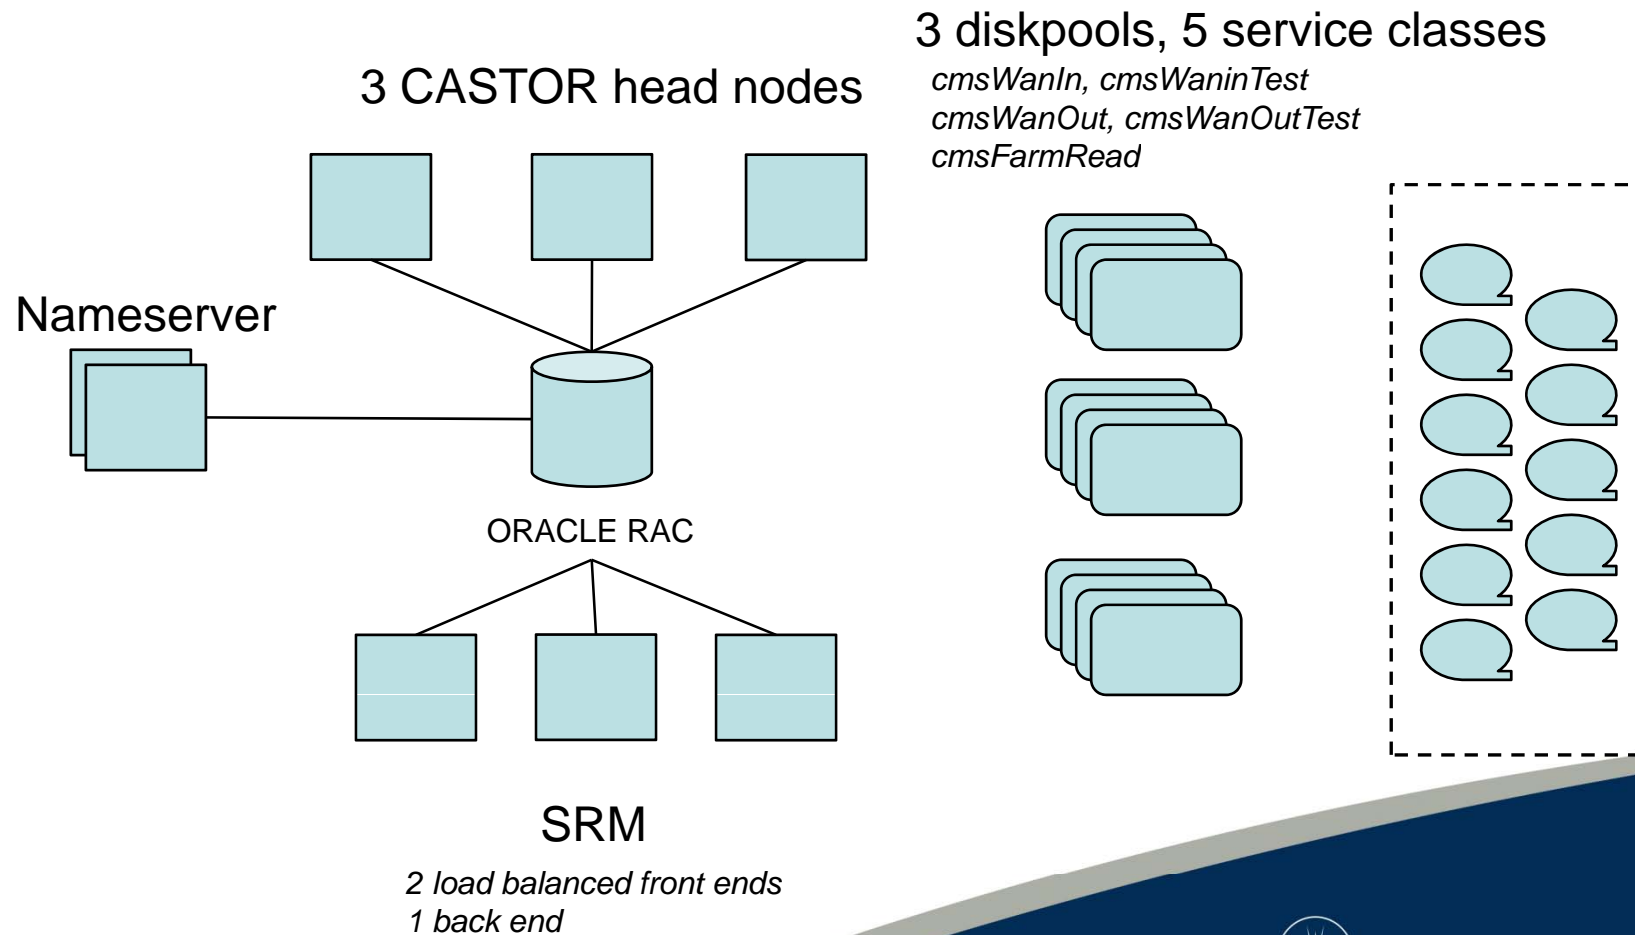 3 diskpools, 5 service classes
cmsWanIn, cmsWaninTest
cmsWanOut, cmsWanOutTest
cmsFarmRead
3 CASTOR head nodes
Nameserver
ORACLE RAC
SRM
2 load balanced front ends
1 back end